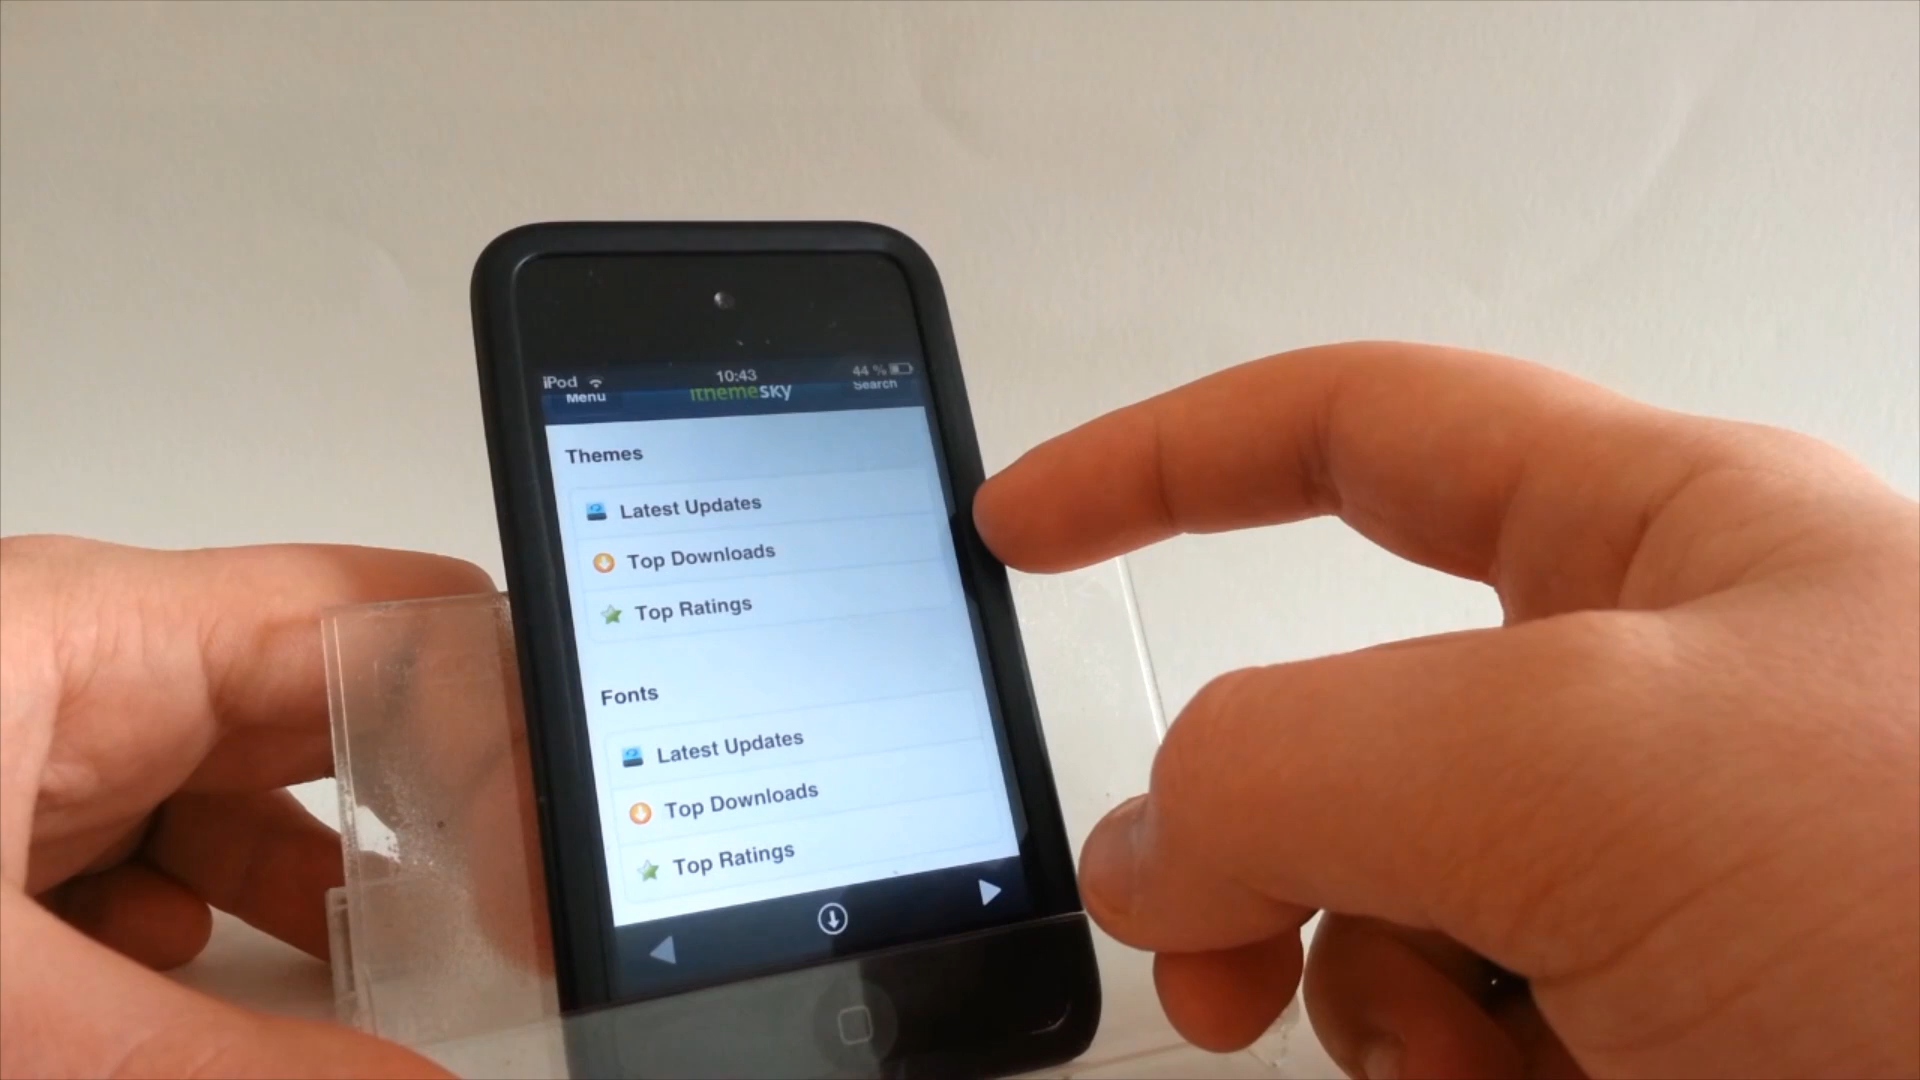 iPod 10:43 44 %
Menu ithemesky Search
Themes
Latest Updates
Top Downloads
Top Ratings
Fonts
Latest Updates
Top Downloads
Top Ratings